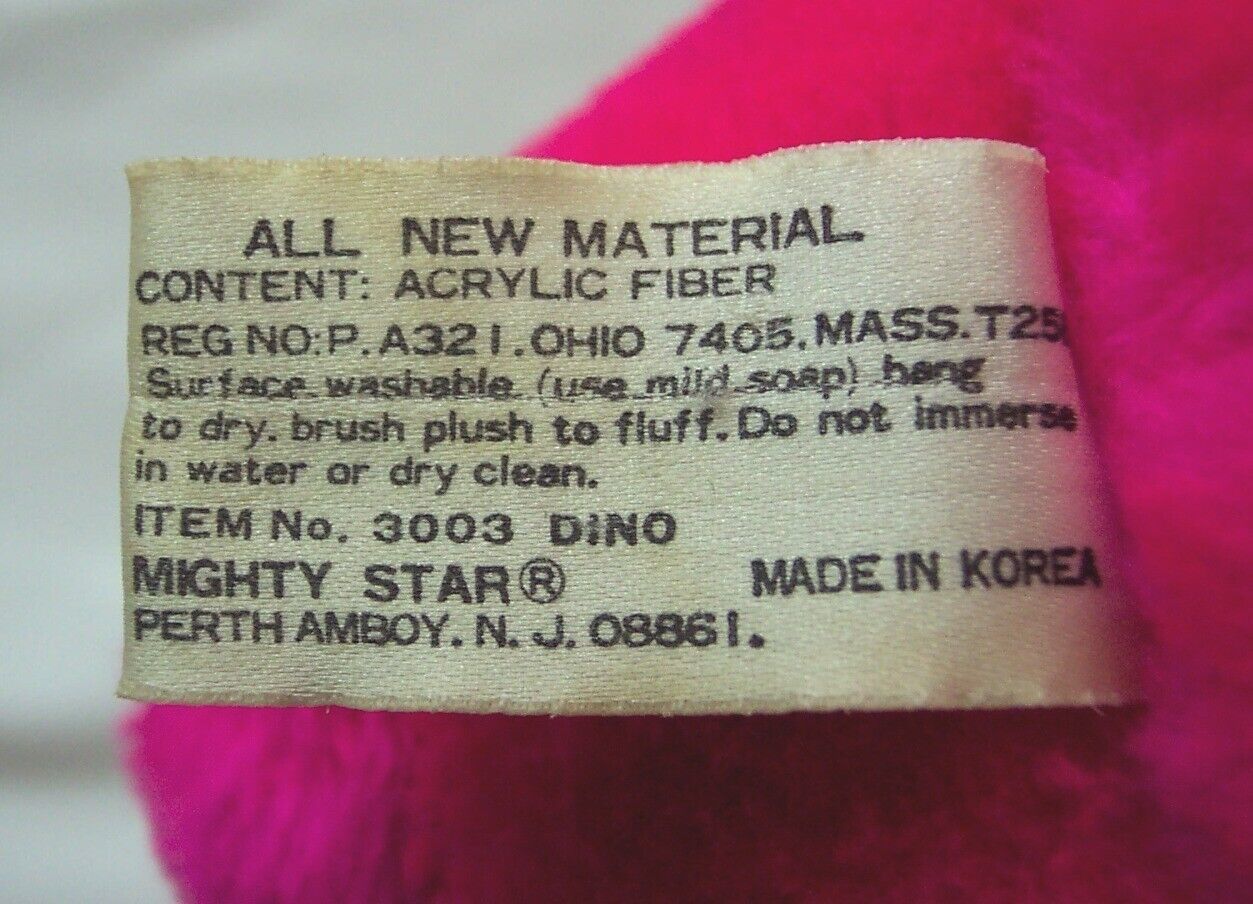 ALL NEW MATERIAL
CONTENT: ACRYLIC FIBER
REG NO: P.A321.OHIO 7405.MASS.T25
Surface washable (use mild soap) hang
to dry. brush plush to fluff. Do not immerse
in water or dry clean.
ITEM No. 3003 DINO
MIGHTY STAR® MADE IN KOREA
PERTH AMBOY. N. J. 08861.